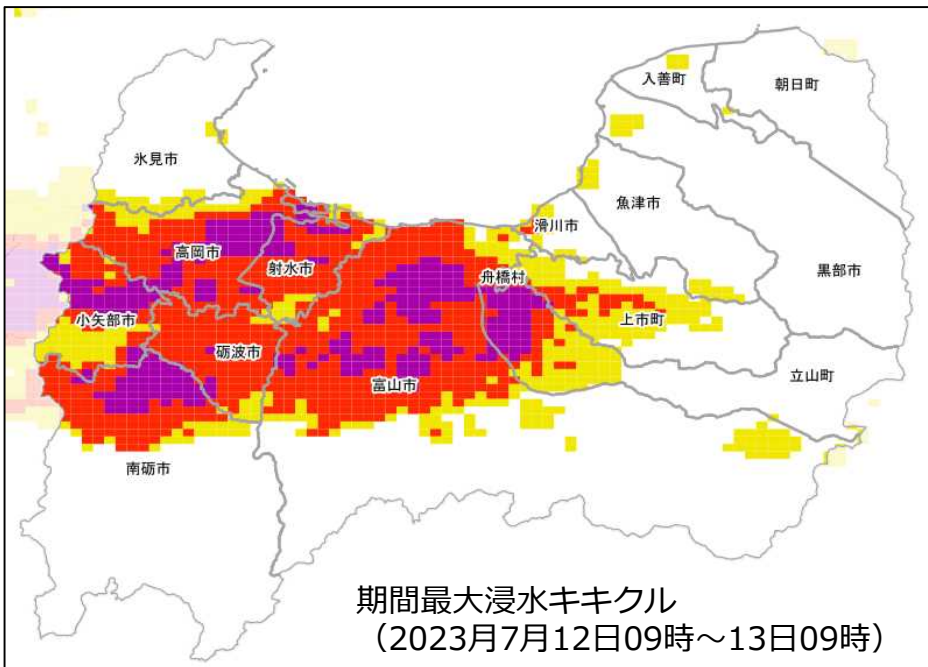 入善町
朝日町
氷見市
魚津市
滑川市
高岡市
射水市
黒部市
舟橋村
小矢部市
上市町
砺波市
立山町
富山市
南砺市
期間最大浸水キキクル
（2023月7月12日09時～13日09時）